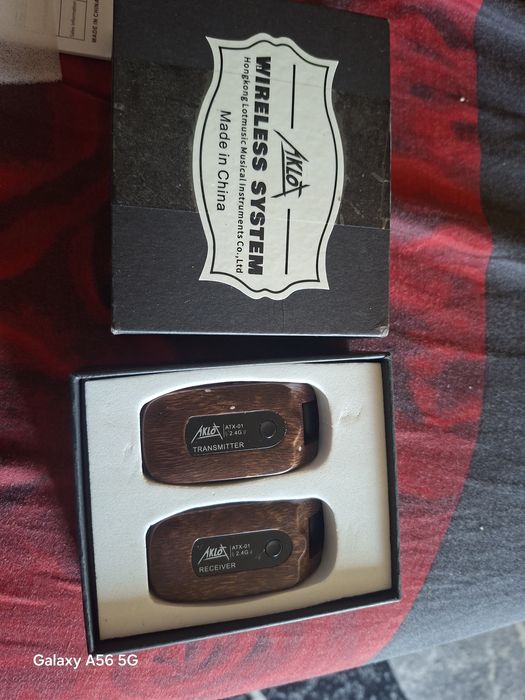 AKLOT
WIRELESS SYSTEM
Hongkong Lotmusic Musical Instruments Co.,Ltd
Made in China
MADE IN CHINA
AKLOT
ATX-01
2.4G
TRANSMITTER
AKLOT
ATX-01
2.4G
RECEIVER
Galaxy A56 5G